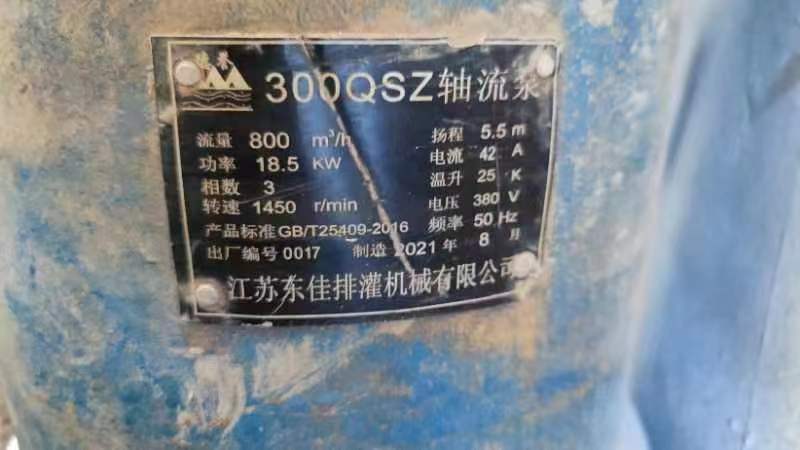 300QSZ轴流泵
流量 800 m³/h 扬程 5.5 m
功率 18.5 KW 电流 42 A
相数 3 温升 25 K
转速 1450 r/min 电压 380 V
产品标准GB/T25409-2016 频率 50 Hz
出厂编号 0017 制造 2021 年 8 月
江苏东佳排灌机械有限公司